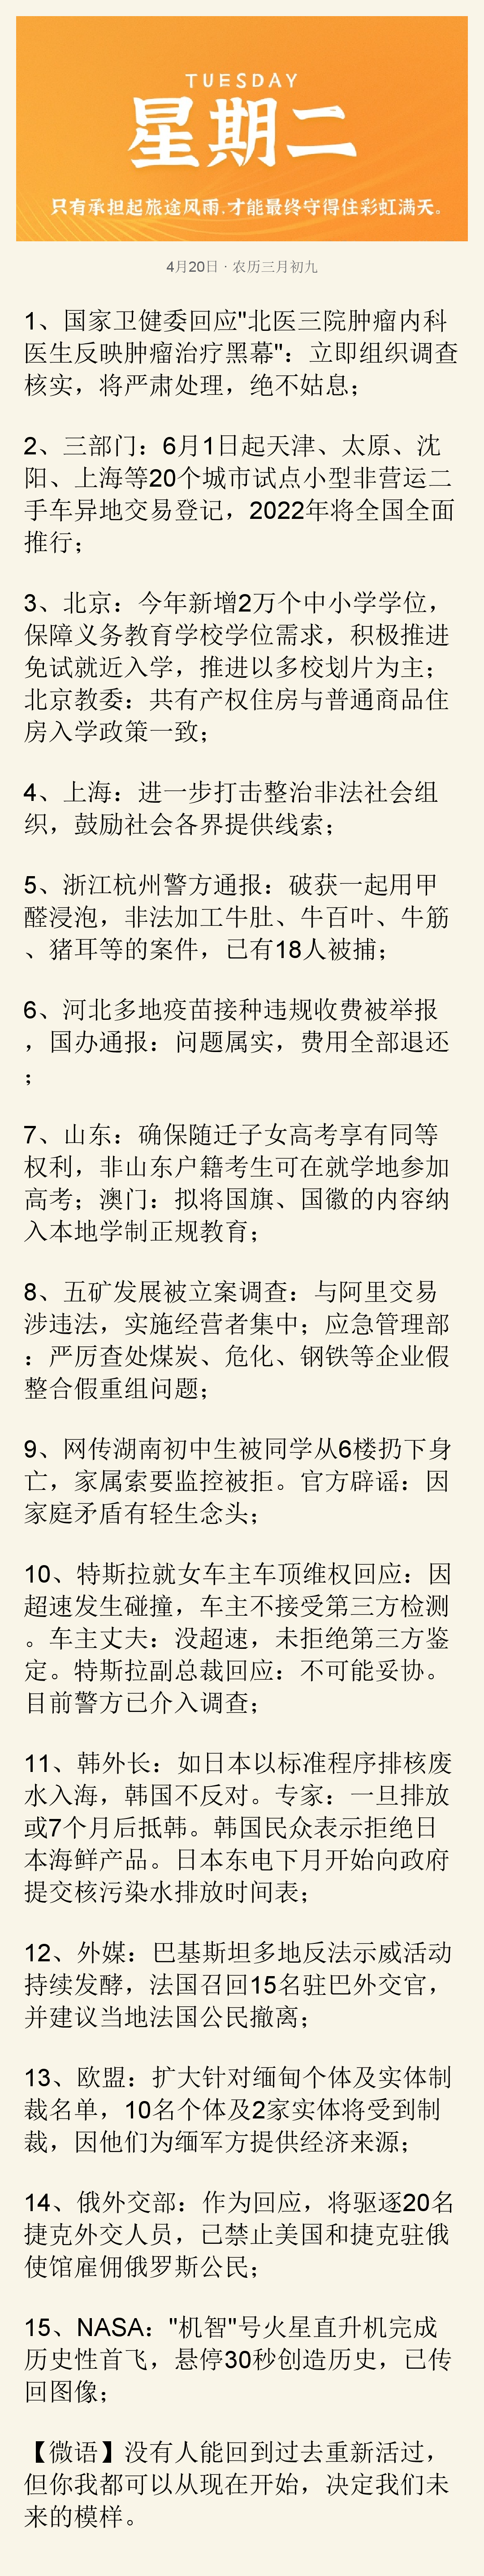 TUESDAY
星期二
只有承担起旅途风雨,才能最终守得住彩虹满天。
4月20日 · 农历三月初九
1、国家卫健委回应"北医三院肿瘤内科
医生反映肿瘤治疗黑幕"：立即组织调查
核实，将严肃处理，绝不姑息；
2、三部门：6月1日起天津、太原、沈
阳、上海等20个城市试点小型非营运二
手车异地交易登记，2022年将全国全面
推行；
3、北京：今年新增2万个中小学学位，
保障义务教育学校学位需求，积极推进
免试就近入学，推进以多校划片为主；
北京教委：共有产权住房与普通商品住
房入学政策一致；
4、上海：进一步打击整治非法社会组
织，鼓励社会各界提供线索；
5、浙江杭州警方通报：破获一起用甲
醛浸泡，非法加工牛肚、牛百叶、牛筋
、猪耳等的案件，已有18人被捕；
6、河北多地疫苗接种违规收费被举报
，国办通报：问题属实，费用全部退还
；
7、山东：确保随迁子女高考享有同等
权利，非山东户籍考生可在就学地参加
高考；澳门：拟将国旗、国徽的内容纳
入本地学制正规教育；
8、五矿发展被立案调查：与阿里交易
涉违法，实施经营者集中；应急管理部
：严厉查处煤炭、危化、钢铁等企业假
整合假重组问题；
9、网传湖南初中生被同学从6楼扔下身
亡，家属索要监控被拒。官方辟谣：因
家庭矛盾有轻生念头；
10、特斯拉就女车主车顶维权回应：因
超速发生碰撞，车主不接受第三方检测
。车主丈夫：没超速，未拒绝第三方鉴
定。特斯拉副总裁回应：不可能妥协。
目前警方已介入调查；
11、韩外长：如日本以标准程序排核废
水入海，韩国不反对。专家：一旦排放
或7个月后抵韩。韩国民众表示拒绝日
本海鲜产品。日本东电下月开始向政府
提交核污染水排放时间表；
12、外媒：巴基斯坦多地反法示威活动
持续发酵，法国召回15名驻巴外交官，
并建议当地法国公民撤离；
13、欧盟：扩大针对缅甸个体及实体制
裁名单，10名个体及2家实体将受到制
裁，因他们为缅军方提供经济来源；
14、俄外交部：作为回应，将驱逐20名
捷克外交人员，已禁止美国和捷克驻俄
使馆雇佣俄罗斯公民；
15、NASA："机智"号火星直升机完成
历史性首飞，悬停30秒创造历史，已传
回图像；
【微语】没有人能回到过去重新活过，
但你我都可以从现在开始，决定我们未
来的模样。